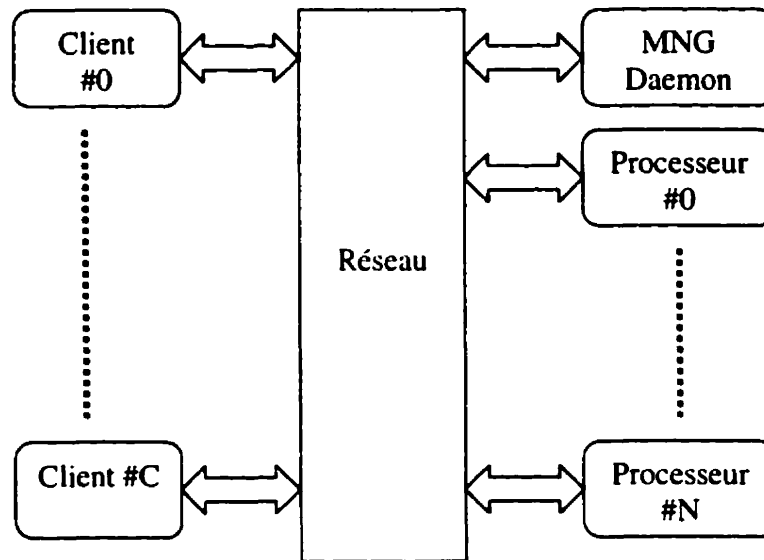 Client
#0
MNG
Daemon
Processeur
#0
Réseau
Client #C
Processeur
#N